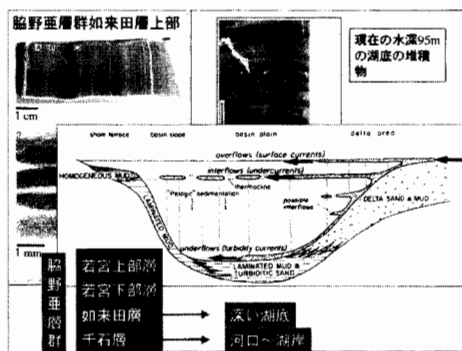 脇野亜層群如来田層上部
現在の水深95m
の湖底の堆積
物
1 cm
2
1 mm
shore terrace basin slope basin plain delta area
overflows (surface currents)
interflows (undercurrents)
thermocline
HOMOGENEOUS MUD
"Pelagic" sedimentation
possible interflows
DELTA SAND & MUD
LAMINATED MUD
underflows (turbidity currents)
LAMINATED MUD &
TURBIDITIC SAND
脇野亜層群
若宮上部層
若宮下部層
如来田層 深い湖底
千石層 河口〜湖岸